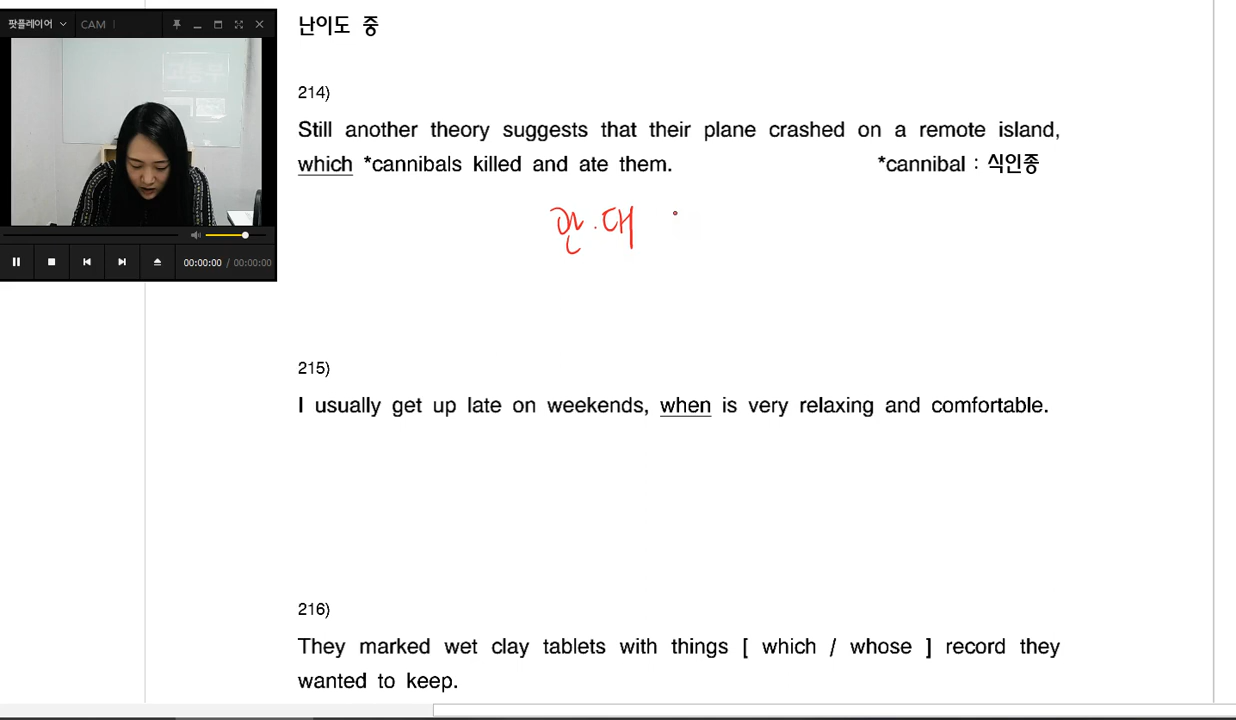 팟플레이어 CAM
난이도 중
214)
Still another theory suggests that their plane crashed on a remote island,
which *cannibals killed and ate them. *cannibal : 식인종
관.대
00:00:00 / 00:00:00
215)
I usually get up late on weekends, when is very relaxing and comfortable.
216)
They marked wet clay tablets with things [ which / whose ] record they
wanted to keep.